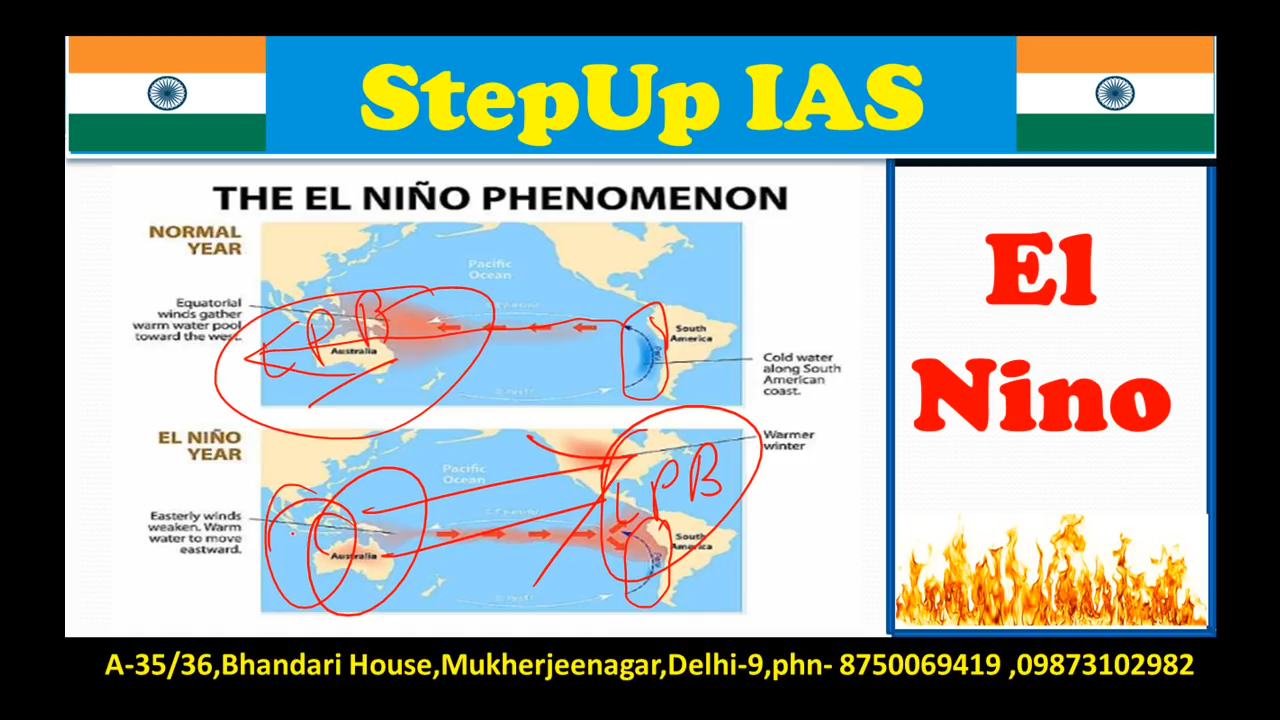 StepUp IAS
THE EL NIÑO PHENOMENON
NORMAL
YEAR
Pacific
Ocean
Equatorial
winds gather
warm water pool
toward the west.
PB
Australia
South
America
Cold water
along South
American
coast.
EL NIÑO
YEAR
Pacific
Ocean
Warmer
winter
LPB
Easterly winds
weaken. Warm
water to move
eastward.
Australia
South
America
El
Nino
A-35/36,Bhandari House,Mukherjeenagar,Delhi-9,phn- 8750069419 ,09873102982